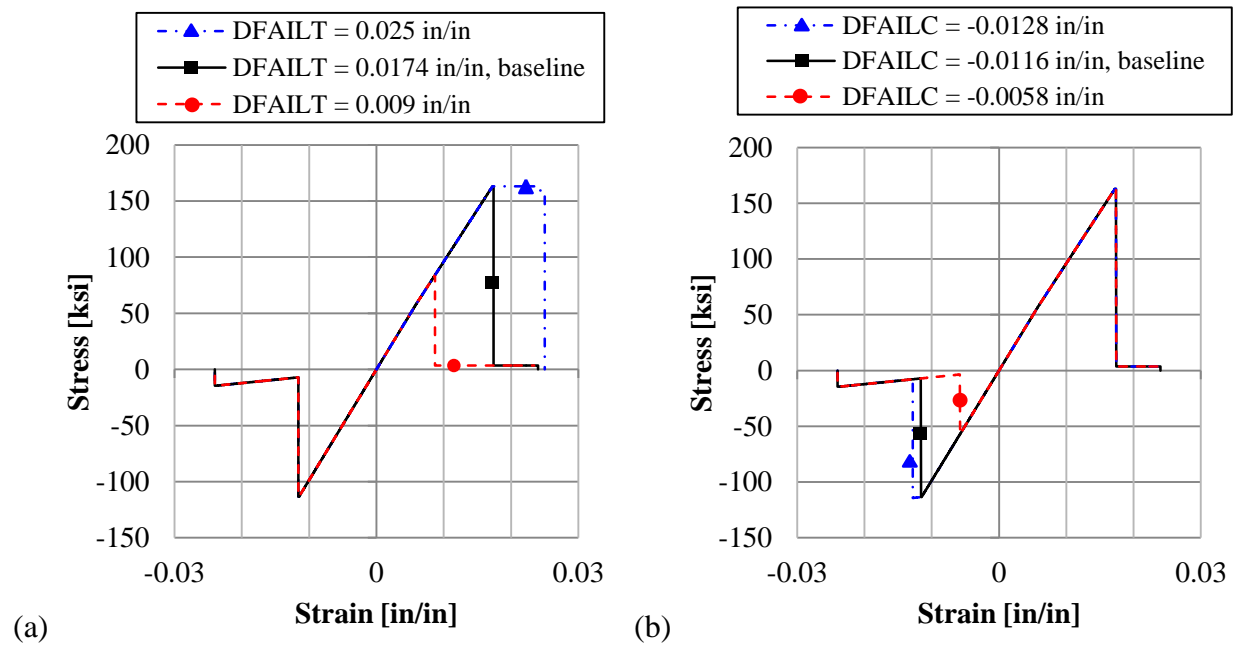 DFAILT = 0.025 in/in
DFAILT = 0.0174 in/in, baseline
DFAILT = 0.009 in/in
200
150
100
50
0
-50
-100
-150
-0.03
0
0.03
Stress [ksi]
Strain [in/in]
(a)
DFAILC = -0.0128 in/in
DFAILC = -0.0116 in/in, baseline
DFAILC = -0.0058 in/in
200
150
100
50
0
-50
-100
-150
-0.03
0
0.03
Stress [ksi]
Strain [in/in]
(b)